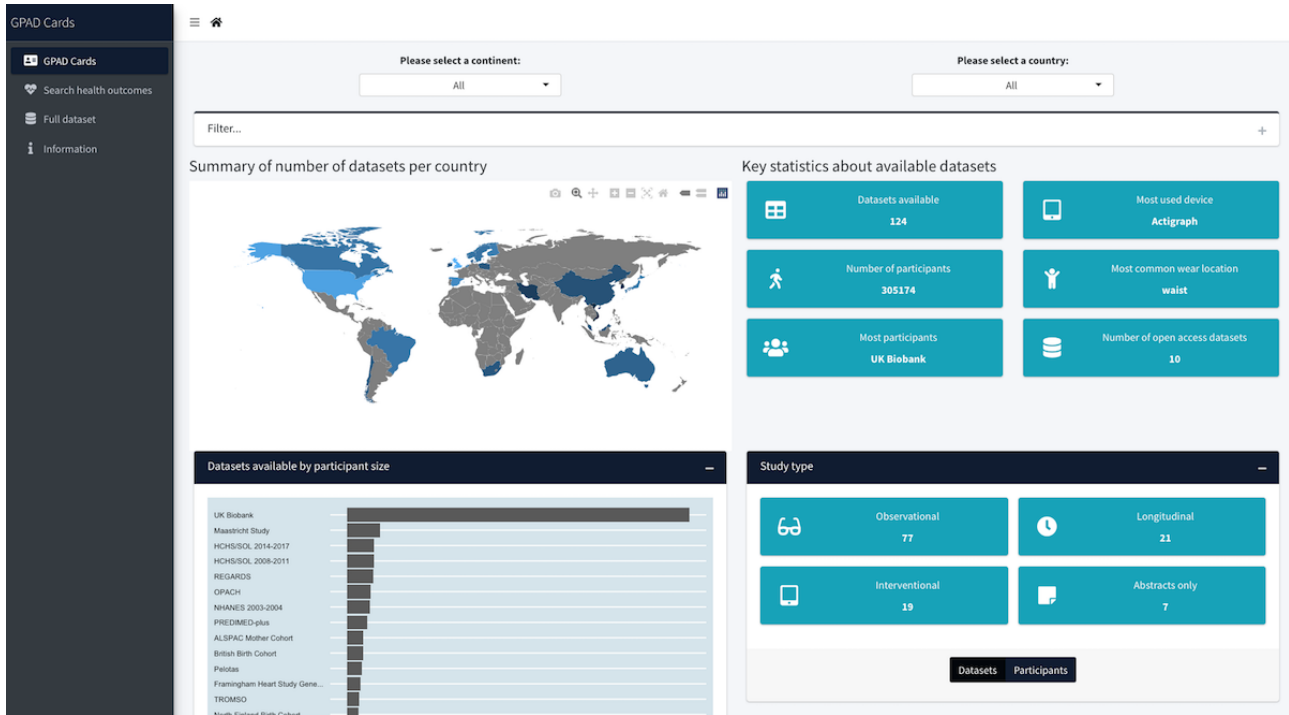 GPAD Cards
GPAD Cards
Search health outcomes
Full dataset
Information
Please select a continent:
All
Please select a country:
All
Filter...
Summary of number of datasets per country
Key statistics about available datasets
Datasets available
124
Most used device
Actigraph
Number of participants
305174
Most common wear location
waist
Most participants
UK Biobank
Number of open access datasets
10
Datasets available by participant size
UK Biobank
Maastricht Study
HCHS/SOL 2014-2017
HCHS/SOL 2008-2011
REGARDS
OPACH
NHANES 2003-2004
PREDIMED-plus
ALSPAC Mother Cohort
British Birth Cohort
Pelotas
Framingham Heart Study Gene...
TROMSO
North Finland Birth Cohort
Study type
Observational
77
Longitudinal
21
Interventional
19
Abstracts only
7
Datasets
Participants